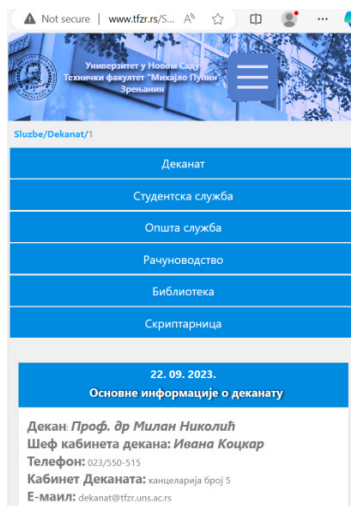 Not secure | www.tfzr.rs/S...
Универзитет у Новом Саду
Технички факултет "Михајло Пупин"
Зрењанин
Sluzbe/Dekanat/1
Деканат
Студентска служба
Општа служба
Рачуноводство
Библиотека
Скриптарница
22. 09. 2023.
Основне информације о деканату
Декан: Проф. др Милан Николић
Шеф кабинета декана: Ивана Коцкар
Телефон: 023/550-515
Кабинет Деканата: канцеларија број 5
Е-маил: dekanat@tfzr.uns.ac.rs